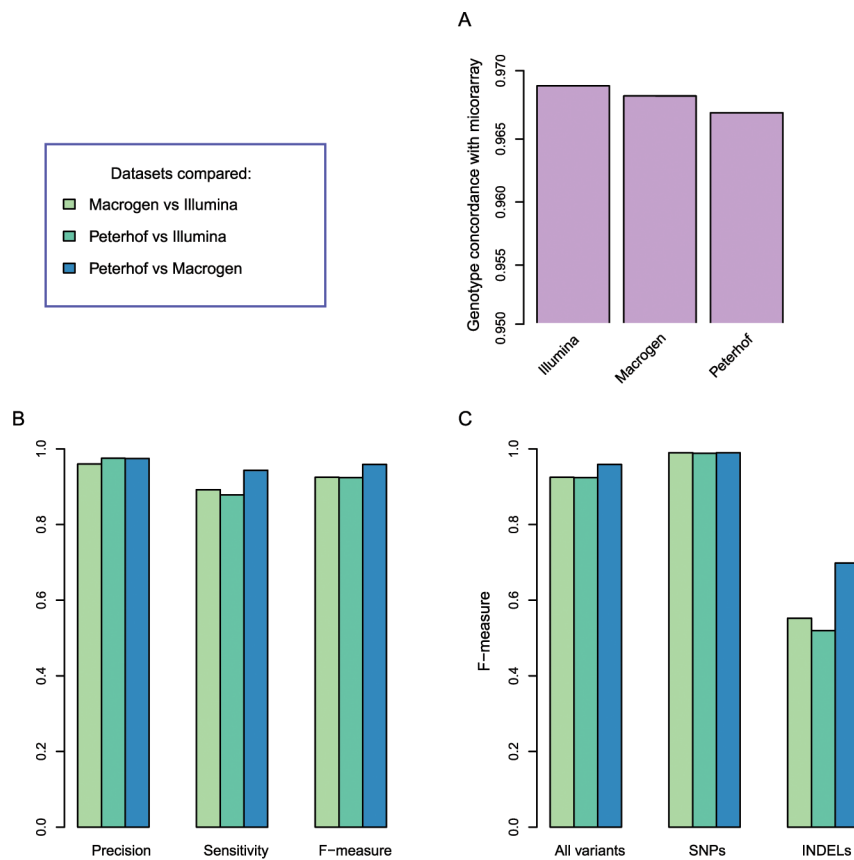 A
Genotype concordance with micorarray
0.970
0.965
0.960
0.955
0.950
Illumina
Macrogen
Peterhof
Datasets compared:
Macrogen vs Illumina
Peterhof vs Illumina
Peterhof vs Macrogen
B
1.0
0.8
0.6
0.4
0.2
0.0
Precision
Sensitivity
F−measure
C
F−measure
1.0
0.8
0.6
0.4
0.2
0.0
All variants
SNPs
INDELs